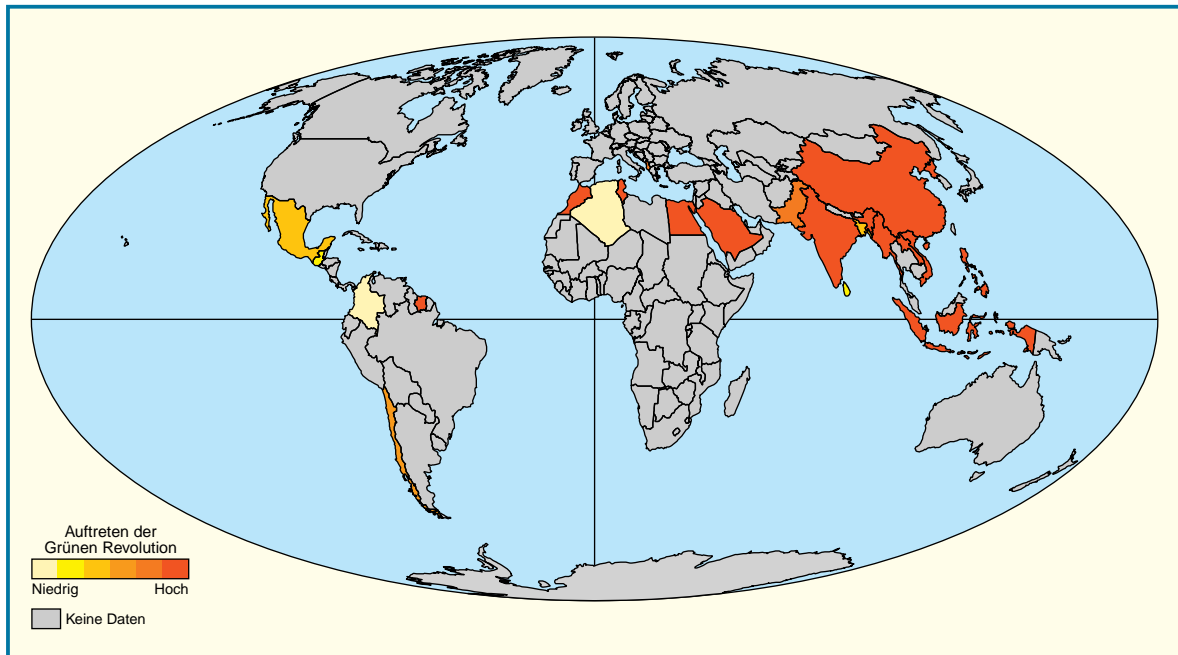 Auftreten der
Grünen Revolution
Niedrig Hoch
Keine Daten